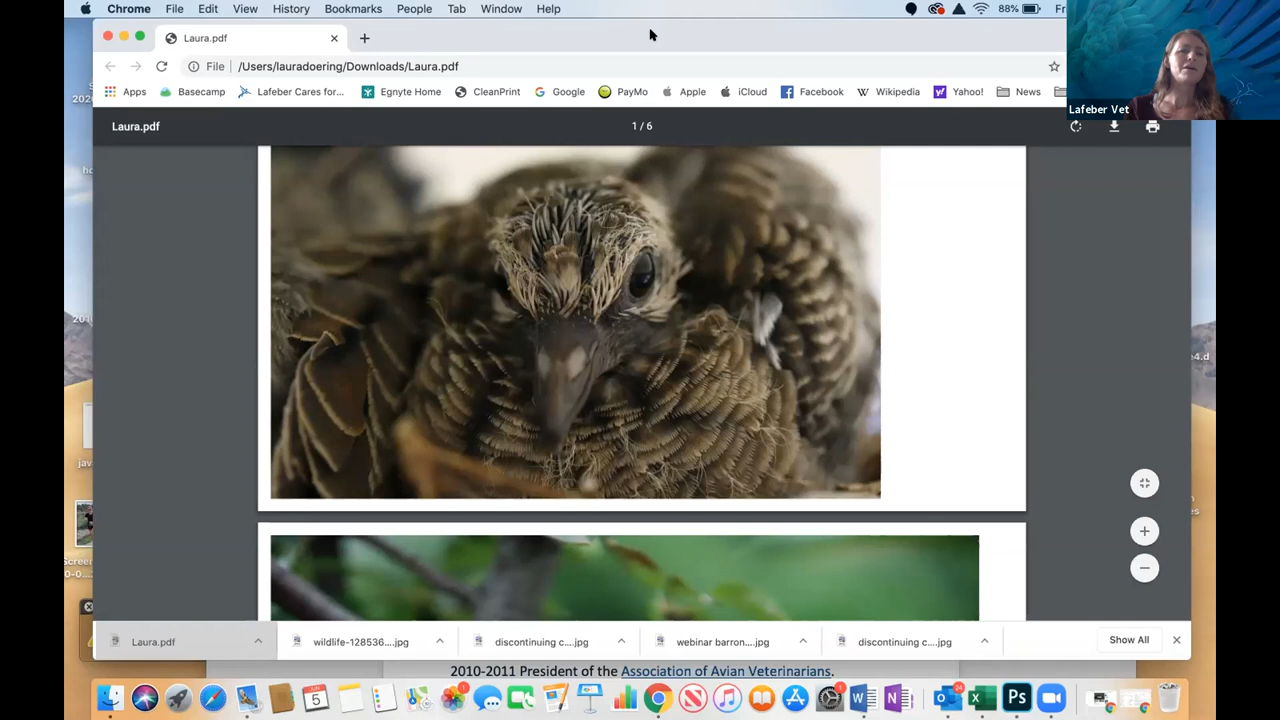 Chrome File Edit View History Bookmarks People Tab Window Help 88% Fr
Laura.pdf
File /Users/lauradoering/Downloads/Laura.pdf
Apps Basecamp Lafeber Cares for... Egnyte Home CleanPrint Google PayMo Apple iCloud Facebook Wikipedia Yahoo! News
Lafeber Vet
Laura.pdf 1 / 6
Laura.pdf wildlife-128536....jpg discontinuing c....jpg webinar barron....jpg discontinuing c....jpg Show All
2010-2011 President of the Association of Avian Veterinarians.
JUN
5